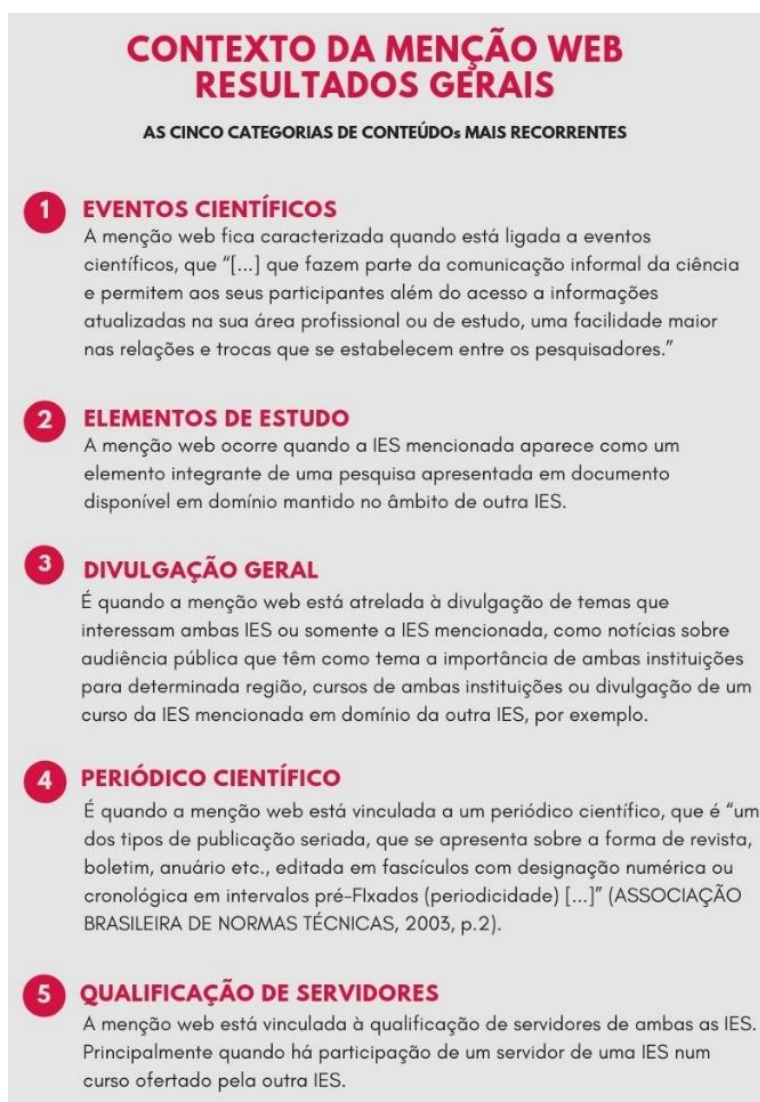 CONTEXTO DA MENÇÃO WEB
RESULTADOS GERAIS
AS CINCO CATEGORIAS DE CONTEÚDOs MAIS RECORRENTES
1 EVENTOS CIENTÍFICOS
A menção web fica caracterizada quando está ligada a eventos
científicos, que “[...] que fazem parte da comunicação informal da ciência
e permitem aos seus participantes além do acesso a informações
atualizadas na sua área profissional ou de estudo, uma facilidade maior
nas relações e trocas que se estabelecem entre os pesquisadores.”
2 ELEMENTOS DE ESTUDO
A menção web ocorre quando a IES mencionada aparece como um
elemento integrante de uma pesquisa apresentada em documento
disponível em domínio mantido no âmbito de outra IES.
3 DIVULGAÇÃO GERAL
É quando a menção web está atrelada à divulgação de temas que
interessam ambas IES ou somente a IES mencionada, como notícias sobre
audiência pública que têm como tema a importância de ambas instituições
para determinada região, cursos de ambas instituições ou divulgação de um
curso da IES mencionada em domínio da outra IES, por exemplo.
4 PERIÓDICO CIENTÍFICO
É quando a menção web está vinculada a um periódico científico, que é “um
dos tipos de publicação seriada, que se apresenta sobre a forma de revista,
boletim, anuário etc., editada em fascículos com designação numérica ou
cronológica em intervalos pré-FIxados (periodicidade) [...]” (ASSOCIAÇÃO
BRASILEIRA DE NORMAS TÉCNICAS, 2003, p.2).
5 QUALIFICAÇÃO DE SERVIDORES
A menção web está vinculada à qualificação de servidores de ambas as IES.
Principalmente quando há participação de um servidor de uma IES num
curso ofertado pela outra IES.